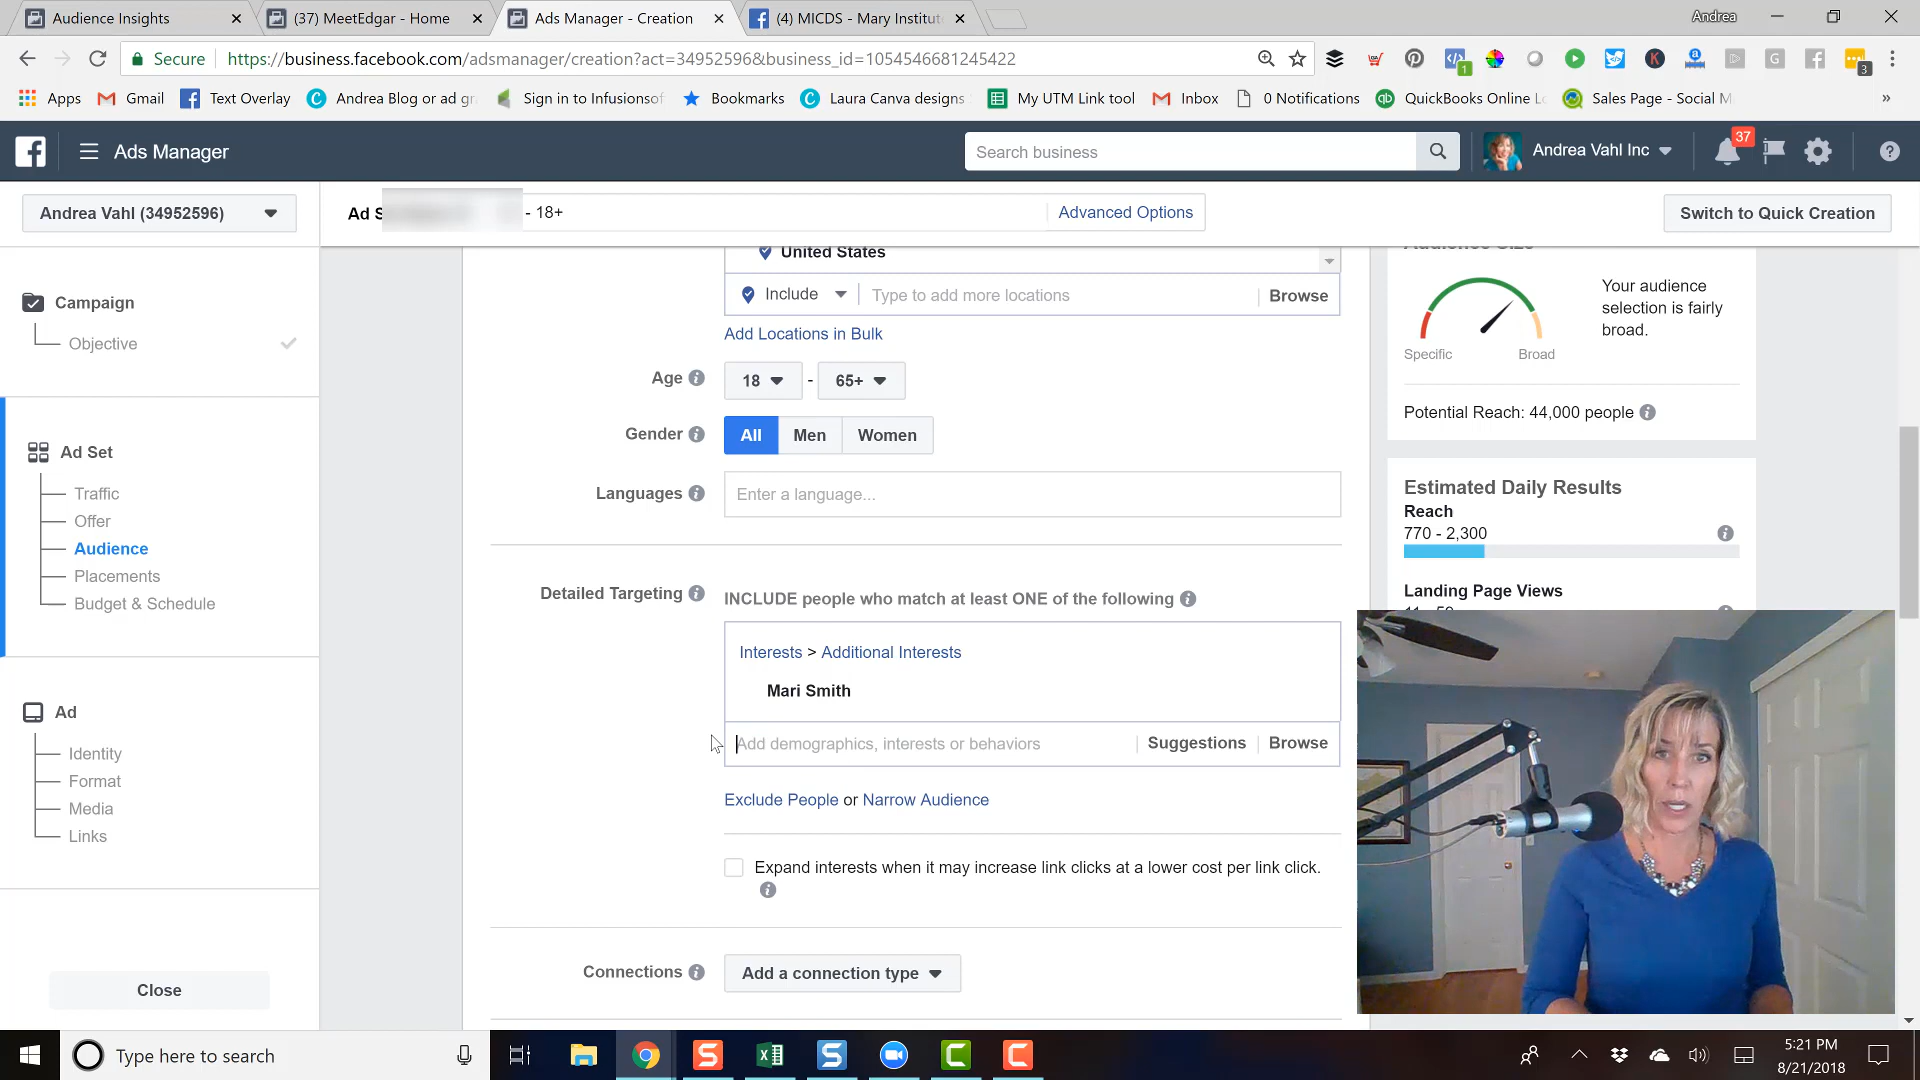 Audience Insights
(37) MeetEdgar - Home
Ads Manager - Creation
(4) MICDS - Mary Institut
Andrea
Secure
https://business.facebook.com/adsmanager/creation?act=34952596&business_id=1054546681245422
1
3
Apps
Gmail
Text Overlay
Andrea Blog or ad gr
Sign in to Infusionsof
Bookmarks
Laura Canva designs
My UTM Link tool
Inbox
0 Notifications
QuickBooks Online Lo
Sales Page - Social M
Ads Manager
Search business
Andrea Vahl Inc
37
Andrea Vahl (34952596)
Ad S
- 18+
Advanced Options
Switch to Quick Creation
Campaign
Objective
Ad Set
Traffic
Offer
Audience
Placements
Budget & Schedule
Ad
Identity
Format
Media
Links
Close
United States
Include
Type to add more locations
Browse
Add Locations in Bulk
Age
18 - 65+
Gender
All Men Women
Languages
Enter a language...
Detailed Targeting
INCLUDE people who match at least ONE of the following
Interests > Additional Interests
Mari Smith
Add demographics, interests or behaviors
Suggestions
Browse
Exclude People or Narrow Audience
Expand interests when it may increase link clicks at a lower cost per link click.
Connections
Add a connection type
Audience Size
Your audience
selection is fairly
broad.
Specific
Broad
Potential Reach: 44,000 people
Estimated Daily Results
Reach
770 - 2,300
Landing Page Views
Type here to search
5:21 PM
8/21/2018